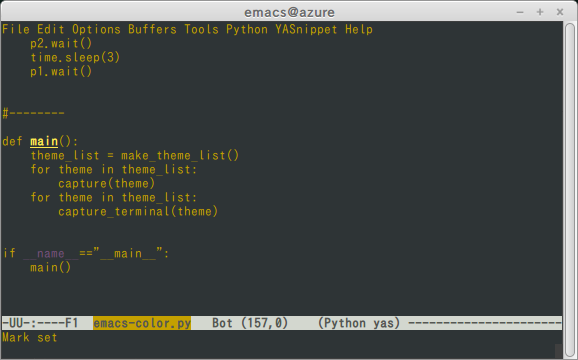 emacs@azure
File Edit Options Buffers Tools Python YASnippet Help
    p2.wait()
    time.sleep(3)
    p1.wait()
#--------
def main():
    theme_list = make_theme_list()
    for theme in theme_list:
        capture(theme)
    for theme in theme_list:
        capture_terminal(theme)
if __name__=="__main__":
    main()
-UU-:----F1  emacs-color.py   Bot (157,0)    (Python yas) ----------------------
Mark set